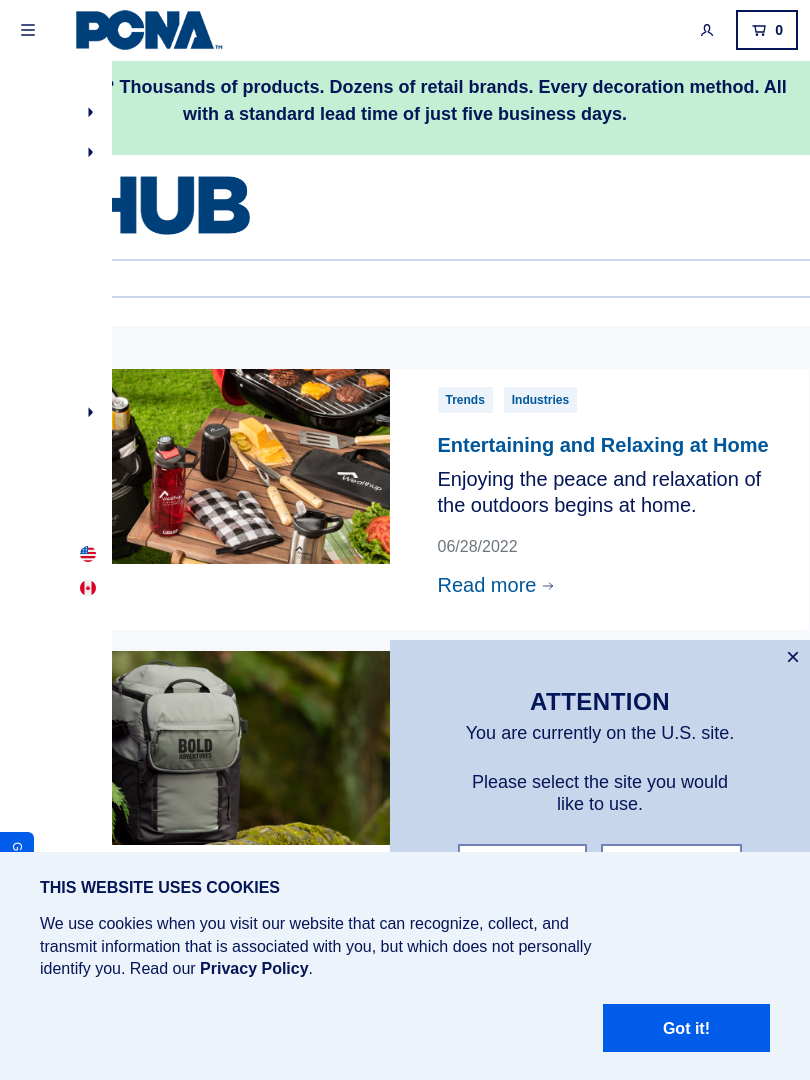 PCNA™
0
? Thousands of products. Dozens of retail brands. Every decoration method. All
with a standard lead time of just five business days.
HUB
Trends
Industries
Entertaining and Relaxing at Home
Enjoying the peace and relaxation of
the outdoors begins at home.
06/28/2022
Read more
Wealthup
Wealthup
BOLD
ADVENTURES
×
ATTENTION
You are currently on the U.S. site.
Please select the site you would
like to use.
G
THIS WEBSITE USES COOKIES
We use cookies when you visit our website that can recognize, collect, and
transmit information that is associated with you, but which does not personally
identify you. Read our Privacy Policy.
Got it!